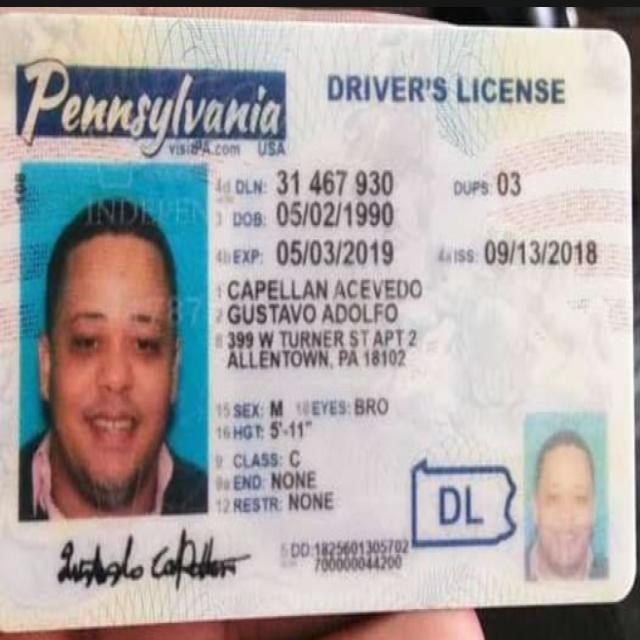 Pennsylvania
visitPA.com USA
DRIVER'S LICENSE
4d DLN: 31 467 930
DUPS: 03
3 DOB: 05/02/1990
4b EXP: 05/03/2019
4a ISS: 09/13/2018
1 CAPELLAN ACEVEDO
2 GUSTAVO ADOLFO
8 399 W TURNER ST APT 2
ALLENTOWN, PA 18102
15 SEX: M 18 EYES: BRO
16 HGT: 5'-11"
9 CLASS: C
9a END: NONE
12 RESTR: NONE
DL
5 DD: 1825601305702
700000044200